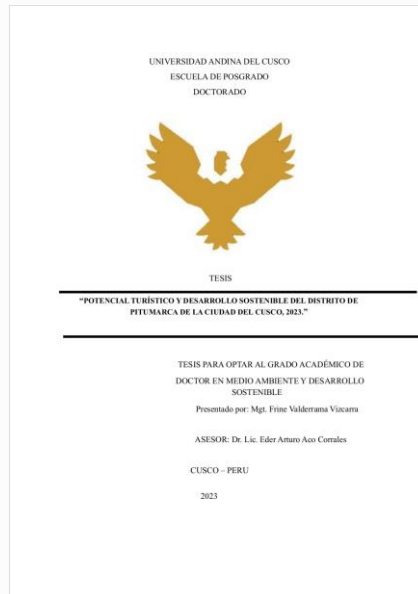 UNIVERSIDAD ANDINA DEL CUSCO
ESCUELA DE POSGRADO
DOCTORADO
TESIS
“POTENCIAL TURÍSTICO Y DESARROLLO SOSTENIBLE DEL DISTRITO DE
PITUMARCA DE LA CIUDAD DEL CUSCO, 2023.”
TESIS PARA OPTAR AL GRADO ACADÉMICO DE
DOCTOR EN MEDIO AMBIENTE Y DESARROLLO
SOSTENIBLE
Presentado por: Mgt. Frine Valderrama Vizcarra
ASESOR: Dr. Lic. Eder Arturo Aco Corrales
CUSCO – PERU
2023